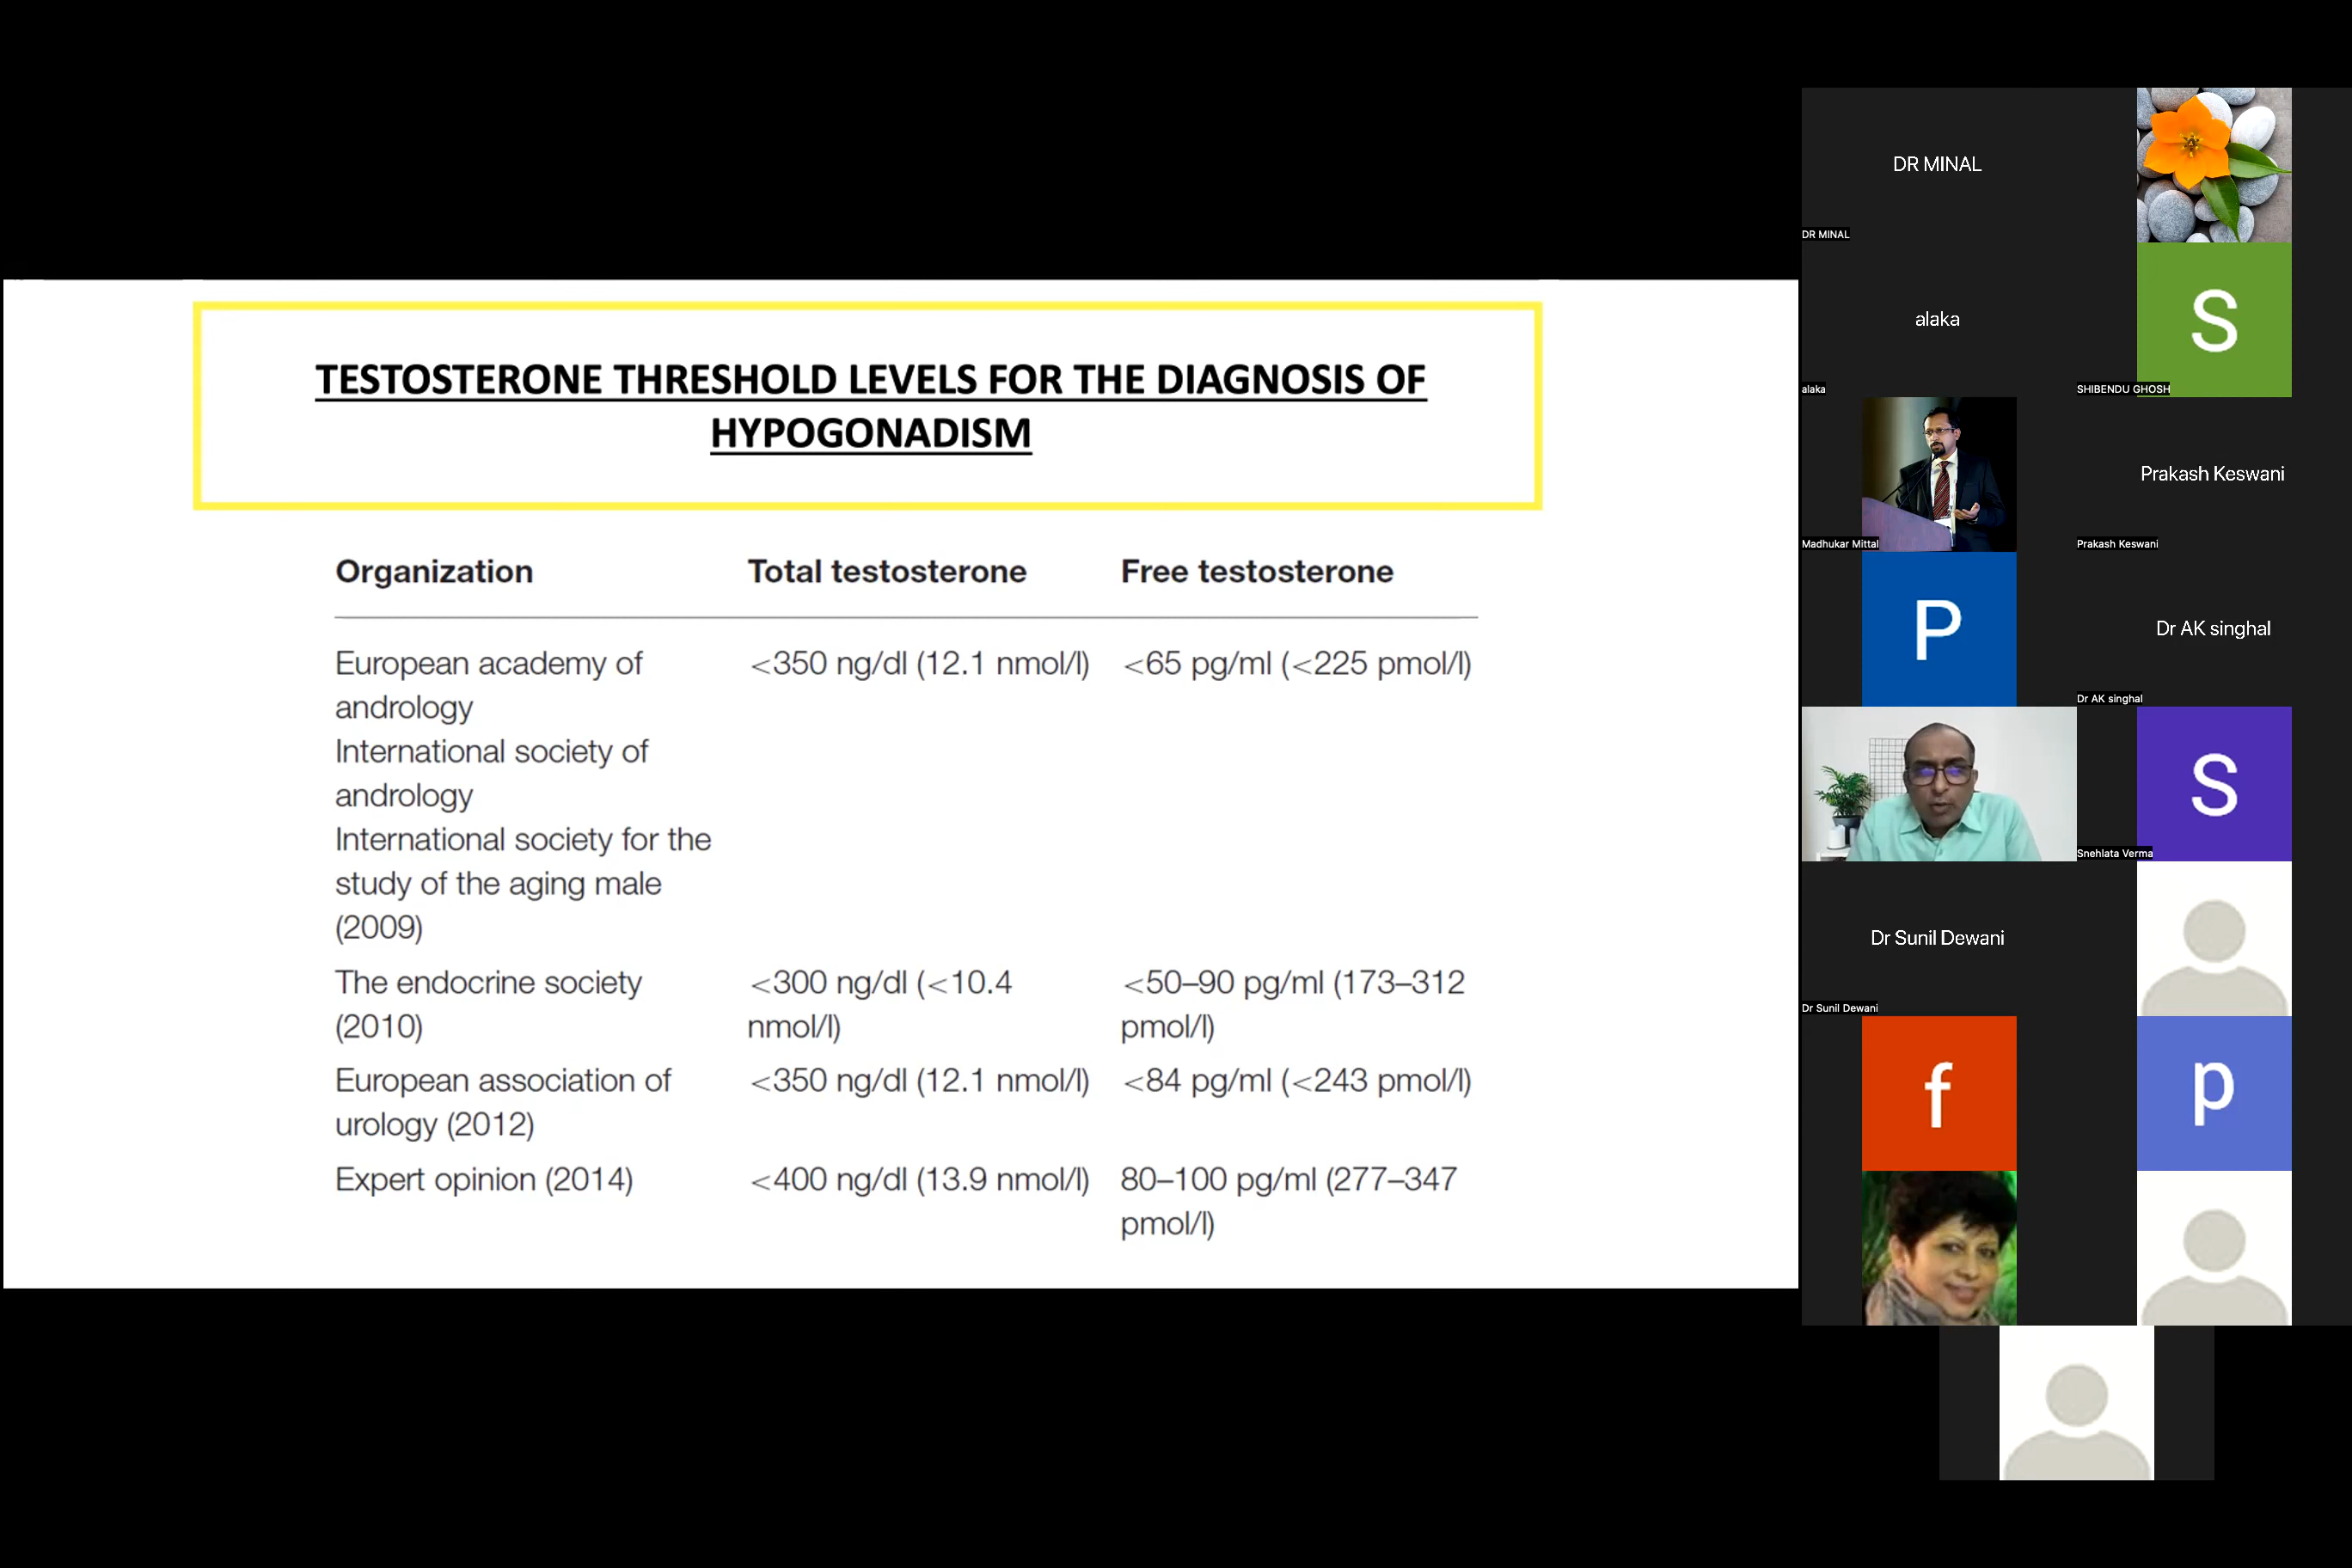 TESTOSTERONE THRESHOLD LEVELS FOR THE DIAGNOSIS OF
HYPOGONADISM
Organization Total testosterone Free testosterone
European academy of <350 ng/dl (12.1 nmol/l) <65 pg/ml (<225 pmol/l)
andrology
International society of
andrology
International society for the
study of the aging male
(2009)
The endocrine society <300 ng/dl (<10.4 <50–90 pg/ml (173–312
(2010) nmol/l) pmol/l)
European association of <350 ng/dl (12.1 nmol/l) <84 pg/ml (<243 pmol/l)
urology (2012)
Expert opinion (2014) <400 ng/dl (13.9 nmol/l) 80–100 pg/ml (277–347
pmol/l)
DR MINAL
DR MINAL
alaka
S
alaka
SHIBENDU GHOSH
Prakash Keswani
Madhukar Mittal
Prakash Keswani
P
Dr AK singhal
Dr AK singhal
S
Snehlata Verma
Dr Sunil Dewani
Dr Sunil Dewani
f
p